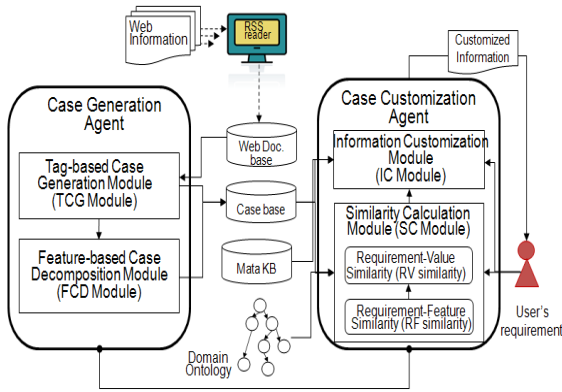 Web
Information
RSS
reader
Customized
Information
Case Generation
Agent
Case Customization
Agent
Tag-based Case
Generation Module
(TCG Module)
Feature-based Case
Decomposition Module
(FCD Module)
Web Doc.
base
Case base
Mata KB
Domain
Ontology
Information Customization
Module
(IC Module)
Similarity Calculation
Module (SC Module)
Requirement-Value
Similarity (RV similarity)
Requirement-Feature
Similarity (RF similarity)
User's
requirement